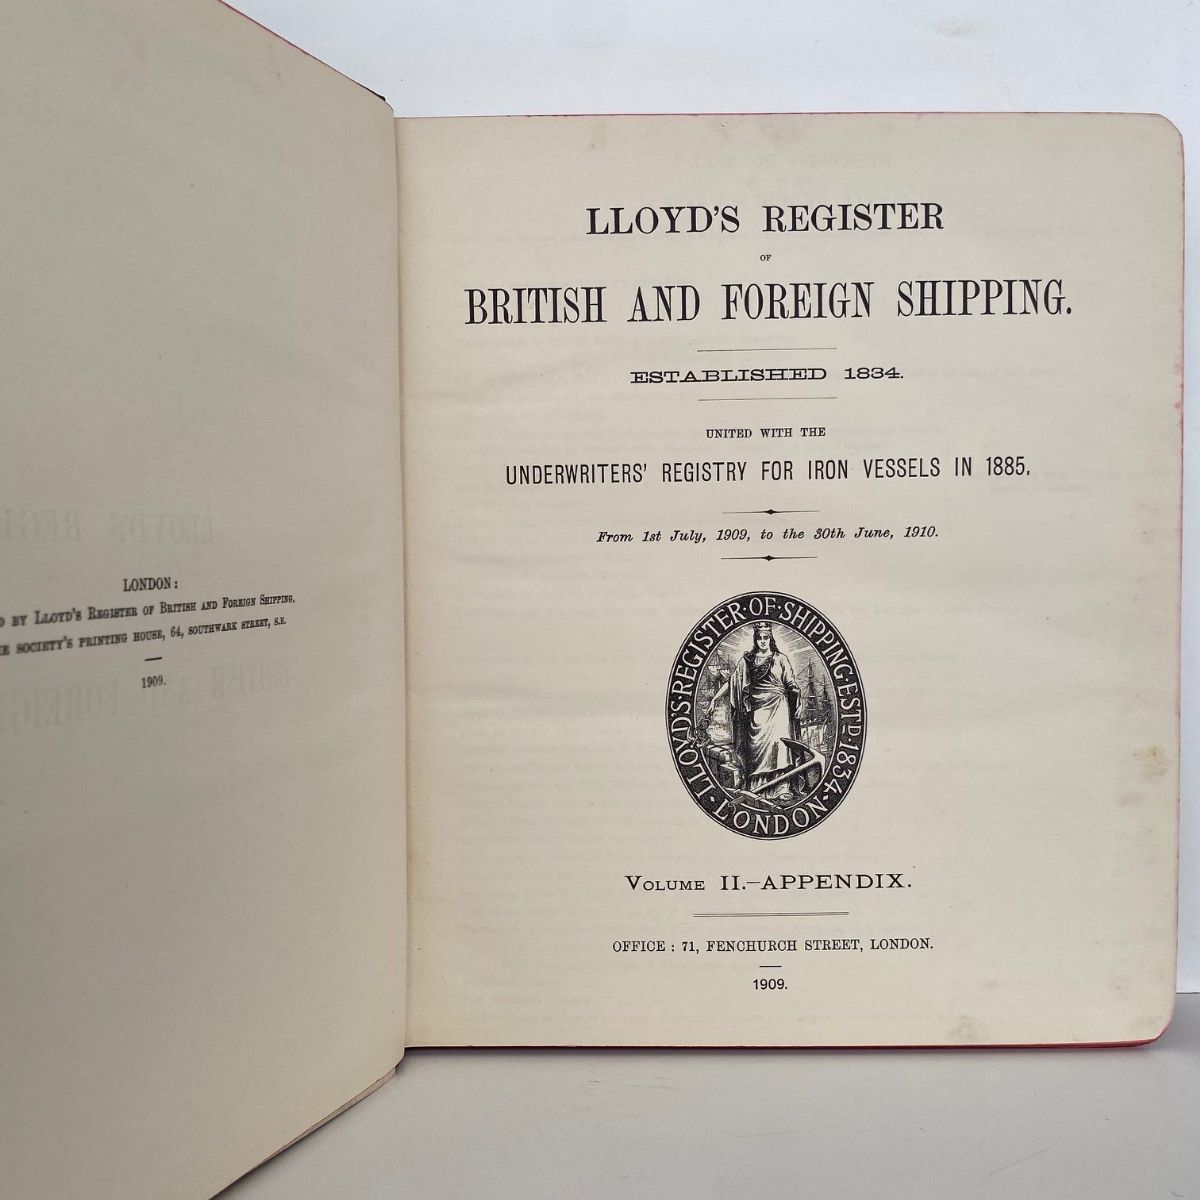 LONDON:
BY LLOYD'S REGISTER OF BRITISH AND FOREIGN SHIPPING,
SOCIETY'S PRINTING HOUSE, 64, SOUTHWARK STREET, S.E.
1909.
LLOYD'S REGISTER
OF
BRITISH AND FOREIGN SHIPPING.
ESTABLISHED 1834.
UNITED WITH THE
UNDERWRITERS' REGISTRY FOR IRON VESSELS IN 1885.
From 1st July, 1909, to the 30th June, 1910.
LLOYD'S·REGISTER·OF·SHIPPING·ESTD·1834·
LONDON
VOLUME II.—APPENDIX.
OFFICE: 71, FENCHURCH STREET, LONDON.
1909.